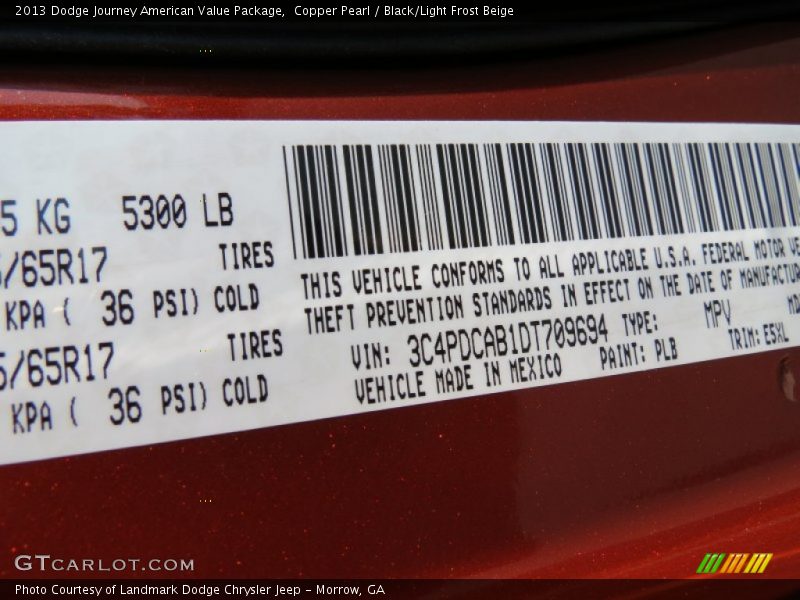 2013 Dodge Journey American Value Package,  Copper Pearl / Black/Light Frost Beige
5 KG 5300 LB
/65R17 TIRES
KPA ( 36 PSI) COLD
5/65R17 TIRES
KPA ( 36 PSI) COLD
THIS VEHICLE CONFORMS TO ALL APPLICABLE U.S.A. FEDERAL MOTOR VE
THEFT PREVENTION STANDARDS IN EFFECT ON THE DATE OF MANUFACTUR
VIN: 3C4PDCAB1DT709694 TYPE: MPV MD
VEHICLE MADE IN MEXICO PAINT: PLB TRIM: E5XL
GTCARLOT.COM
Photo Courtesy of Landmark Dodge Chrysler Jeep - Morrow, GA